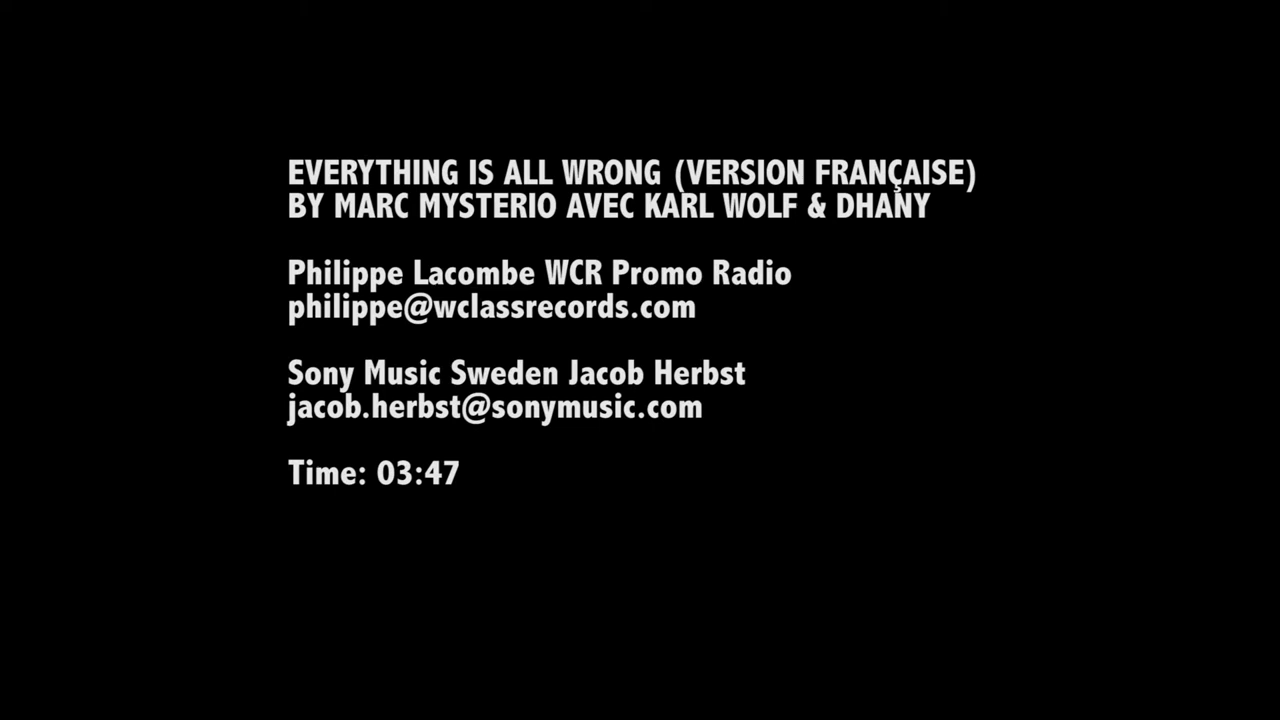 EVERYTHING IS ALL WRONG (VERSION FRANÇAISE)
BY MARC MYSTERIO AVEC KARL WOLF & DHANY
Philippe Lacombe WCR Promo Radio
philippe@wclassrecords.com
Sony Music Sweden Jacob Herbst
jacob.herbst@sonymusic.com
Time: 03:47